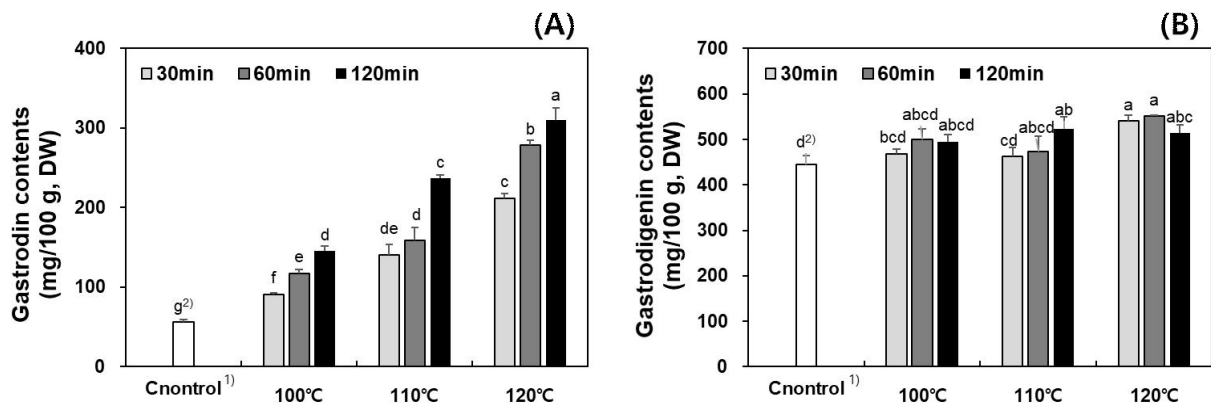 (A)
Gastrodin contents
(mg/100 g, DW)
400
300
200
100
0
30min 60min 120min
g2)
f
e
d
de
d
c
c
b
a
Cnontrol1) 100℃ 110℃ 120℃
(B)
Gastrodigenin contents
(mg/100 g, DW)
700
600
500
400
300
200
100
0
30min 60min 120min
d2)
bcd
abcd
abcd
cd
abcd
ab
a
a
abc
Cnontrol1) 100℃ 110℃ 120℃